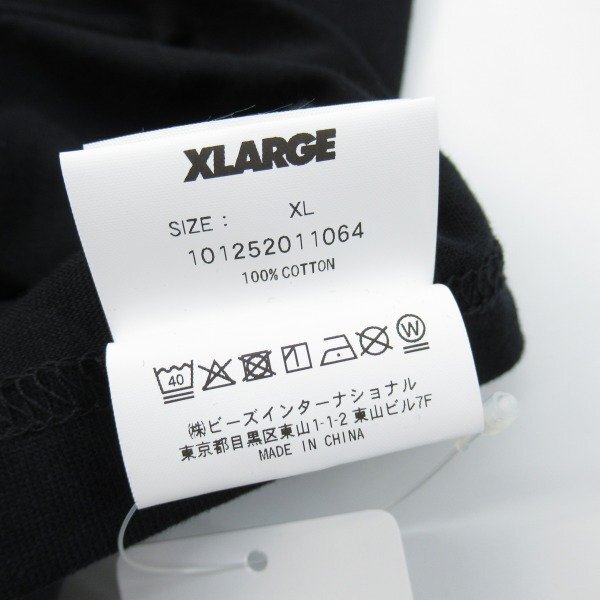 XLARGE
SIZE : XL
101252011064
100% COTTON
40 W
㈱ビーズインターナショナル
東京都目黒区東山1-1-2 東山ビル7F
MADE IN CHINA